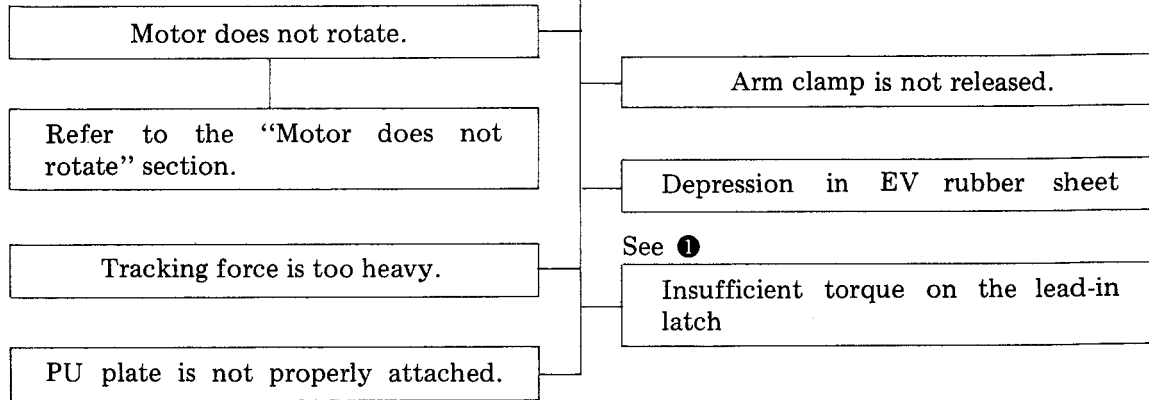 Motor does not rotate.
Refer to the “Motor does not
rotate” section.
Tracking force is too heavy.
PU plate is not properly attached.
Arm clamp is not released.
Depression in EV rubber sheet
See ❶
Insufficient torque on the lead-in
latch